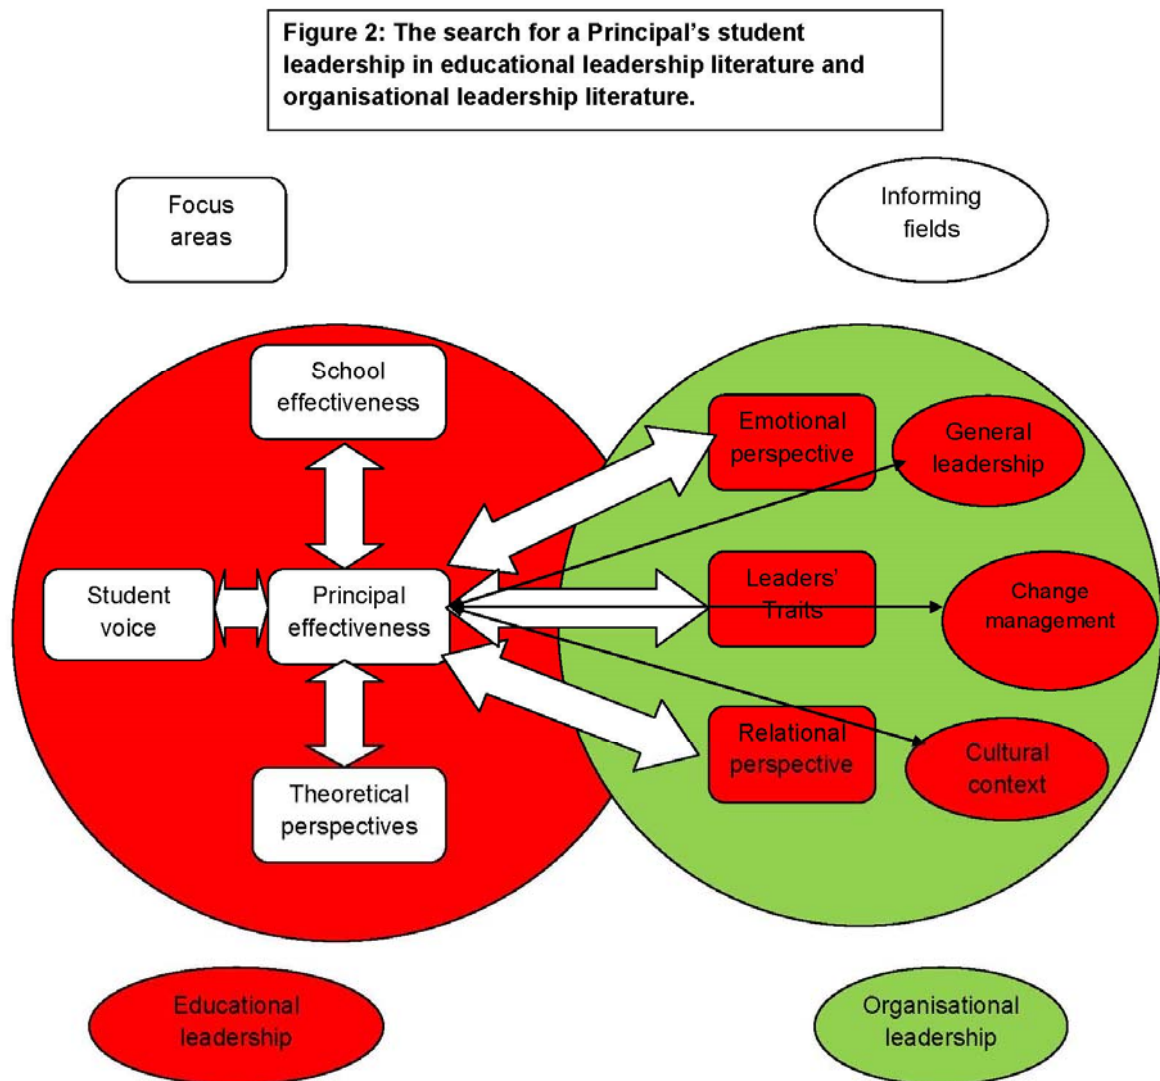 Figure 2: The search for a Principal's student
leadership in educational leadership literature and
organisational leadership literature.
Focus
areas
Informing
fields
School
effectiveness
Emotional
perspective
General
leadership
Student
voice
Principal
effectiveness
Leaders'
Traits
Change
management
Relational
perspective
Cultural
context
Theoretical
perspectives
Educational
leadership
Organisational
leadership